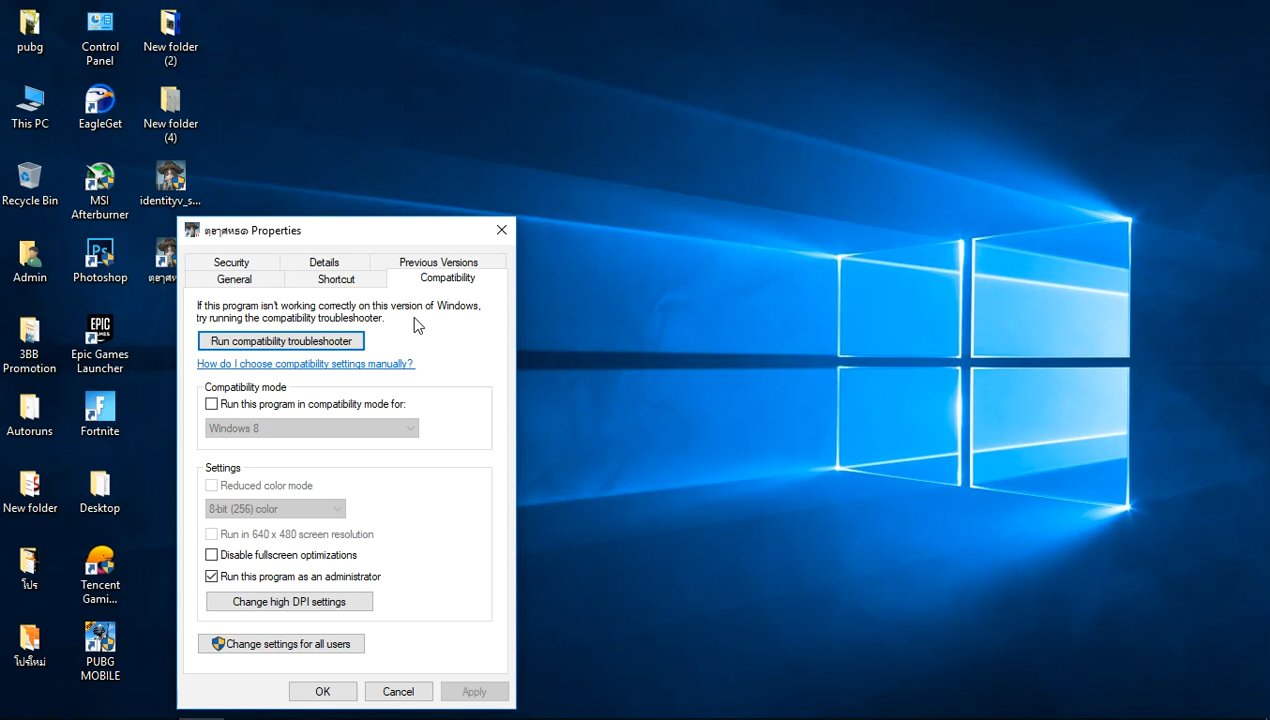 pubg
Control
Panel
New folder
(2)
This PC
EagleGet
New folder
(4)
Recycle Bin
MSI
Afterburner
identityv_s...
Admin
Photoshop
3BB
Promotion
EPIC
GAMES
Epic Games
Launcher
Autoruns
Fortnite
New folder
Desktop
โปร
Tencent
Gami...
โปรใหม่
PUBG
MOBILE
Properties
Security
Details
Previous Versions
General
Shortcut
Compatibility
If this program isn't working correctly on this version of Windows,
try running the compatibility troubleshooter.
Run compatibility troubleshooter
How do I choose compatibility settings manually?
Compatibility mode
Run this program in compatibility mode for:
Windows 8
Settings
Reduced color mode
8-bit (256) color
Run in 640 x 480 screen resolution
Disable fullscreen optimizations
Run this program as an administrator
Change high DPI settings
Change settings for all users
OK
Cancel
Apply